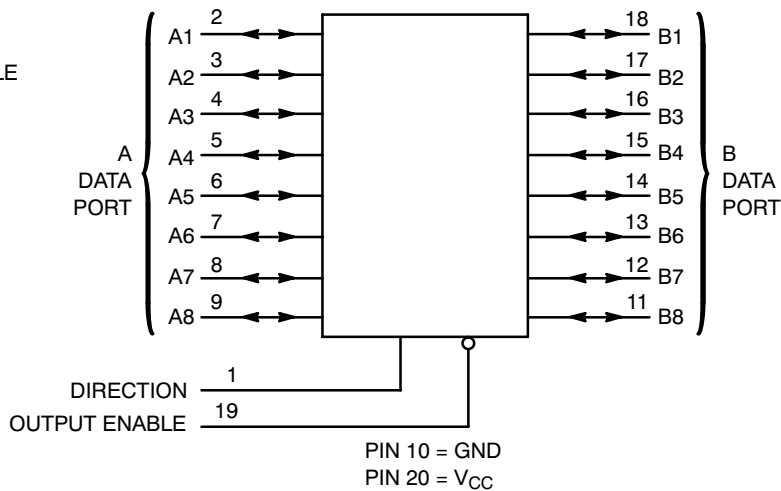 LE
A1 2
A2 3
A3 4
A4 5
A5 6
A6 7
A7 8
A8 9
A
DATA
PORT
18 B1
17 B2
16 B3
15 B4
14 B5
13 B6
12 B7
11 B8
B
DATA
PORT
DIRECTION 1
OUTPUT ENABLE 19
PIN 10 = GND
PIN 20 = VCC